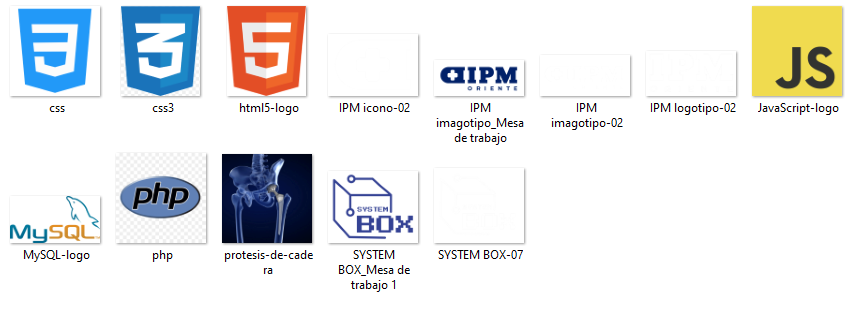 3
3
5
IPM
ORIENTE
JS
css
css3
html5-logo
IPM icono-02
IPM
imagotipo_Mesa
de trabajo
IPM
imagotipo-02
IPM logotipo-02
JavaScript-logo
MySQL
php
SYSTEM
BOX
MySQL-logo
php
protesis-de-cade
ra
SYSTEM
BOX_Mesa de
trabajo 1
SYSTEM BOX-07